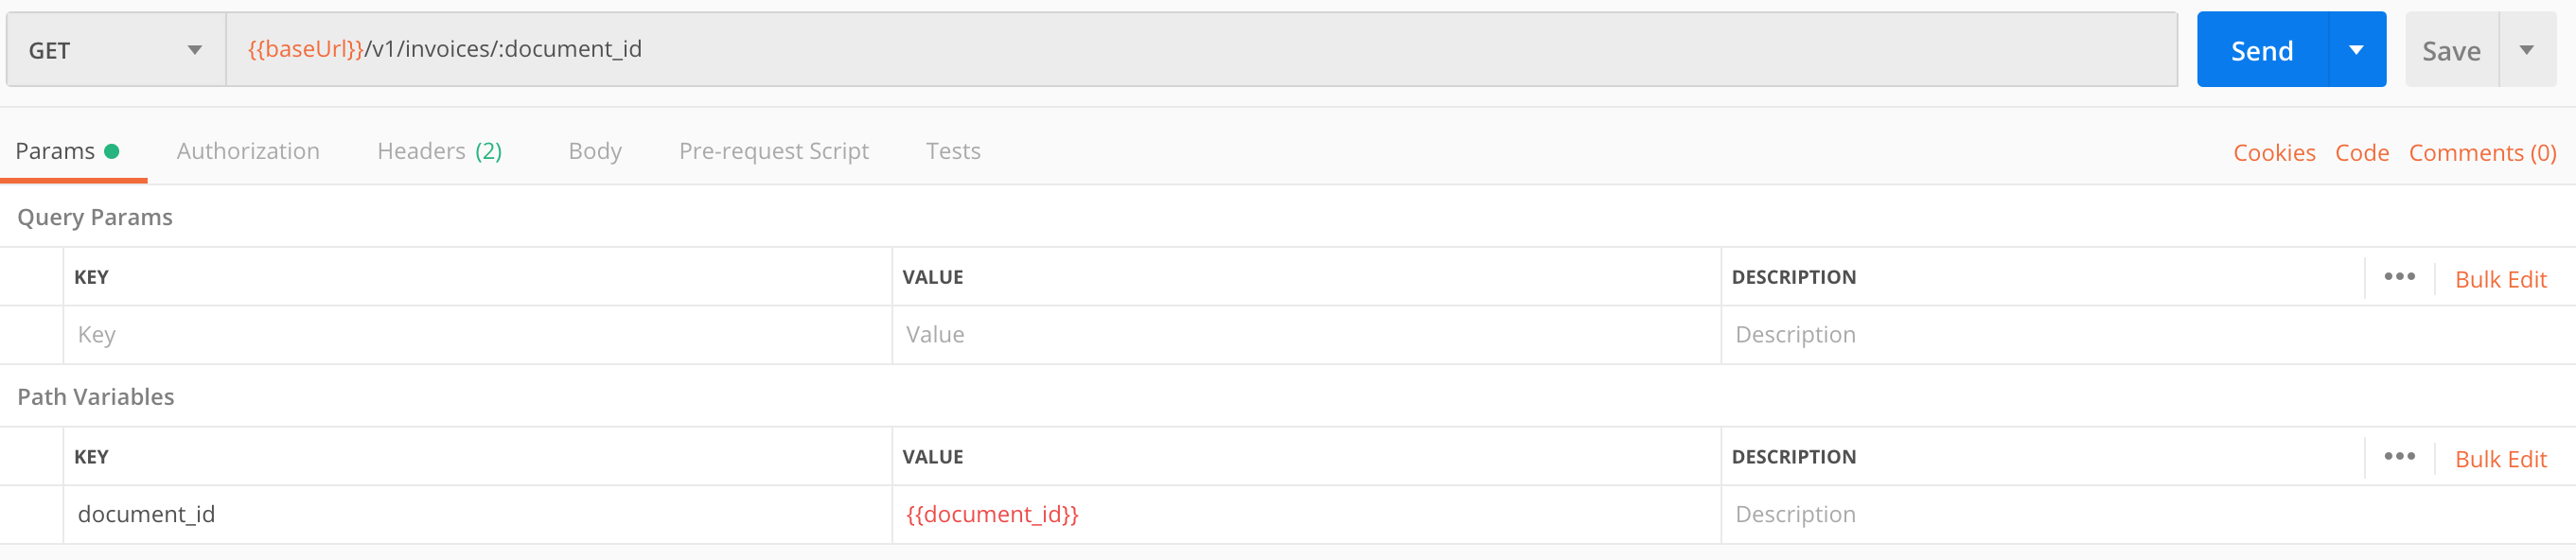 GET {{baseUrl}}/v1/invoices/:document_id Send Save
Params Authorization Headers (2) Body Pre-request Script Tests Cookies Code Comments (0)
Query Params
KEY VALUE DESCRIPTION ••• Bulk Edit
Key Value Description
Path Variables
KEY VALUE DESCRIPTION ••• Bulk Edit
document_id {{document_id}} Description